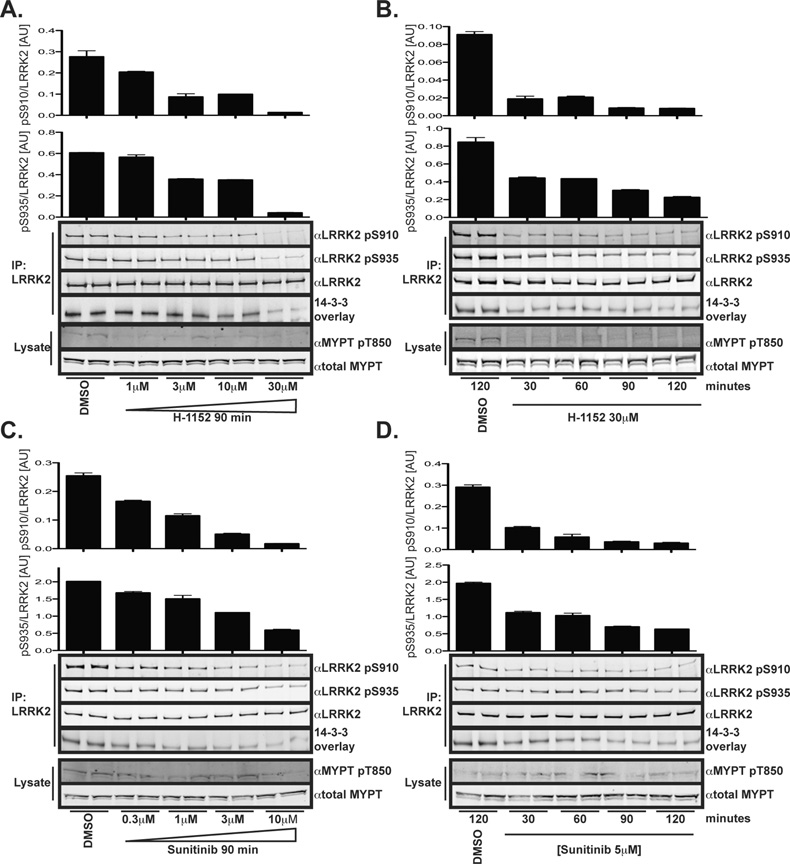 A.
pS910/LRRK2 [AU]
0.4
0.3
0.2
0.1
0.0
pS935/LRRK2 [AU]
0.8
0.6
0.4
0.2
0.0
IP:
LRRK2
αLRRK2 pS910
αLRRK2 pS935
αLRRK2
14-3-3
overlay
Lysate
αMYPT pT850
αtotal MYPT
DMSO
1μM 3μM 10μM 30μM
H-1152 90 min
B.
pS910/LRRK2 [AU]
0.10
0.08
0.06
0.04
0.02
0.00
pS935/LRRK2 [AU]
1.0
0.8
0.6
0.4
0.2
0.0
IP:
LRRK2
αLRRK2 pS910
αLRRK2 pS935
αLRRK2
14-3-3
overlay
Lysate
αMYPT pT850
αtotal MYPT
120 30 60 90 120 minutes
DMSO
H-1152 30μM
C.
pS910/LRRK2 [AU]
0.3
0.2
0.1
0.0
pS935/LRRK2 [AU]
2.5
2.0
1.5
1.0
0.5
0.0
IP:
LRRK2
αLRRK2 pS910
αLRRK2 pS935
αLRRK2
14-3-3
overlay
Lysate
αMYPT pT850
αtotal MYPT
DMSO
0.3μM 1μM 3μM 10μM
Sunitinib 90 min
D.
pS910/LRRK2 [AU]
0.4
0.3
0.2
0.1
0.0
pS935/LRRK2 [AU]
2.5
2.0
1.5
1.0
0.5
0.0
IP:
LRRK2
αLRRK2 pS910
αLRRK2 pS935
αLRRK2
14-3-3
overlay
Lysate
αMYPT pT850
αtotal MYPT
120 30 60 90 120 minutes
DMSO
[Sunitinib 5μM]